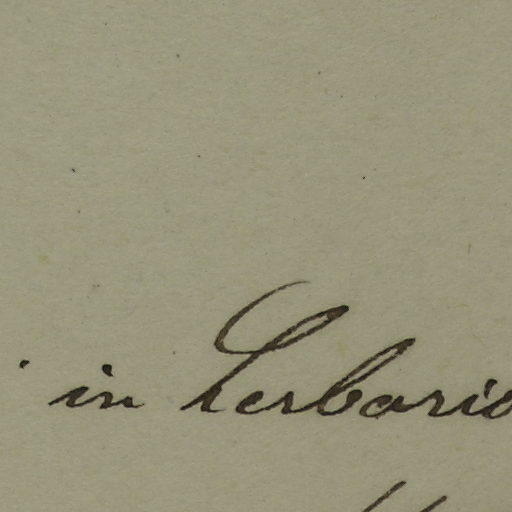 . in herbario